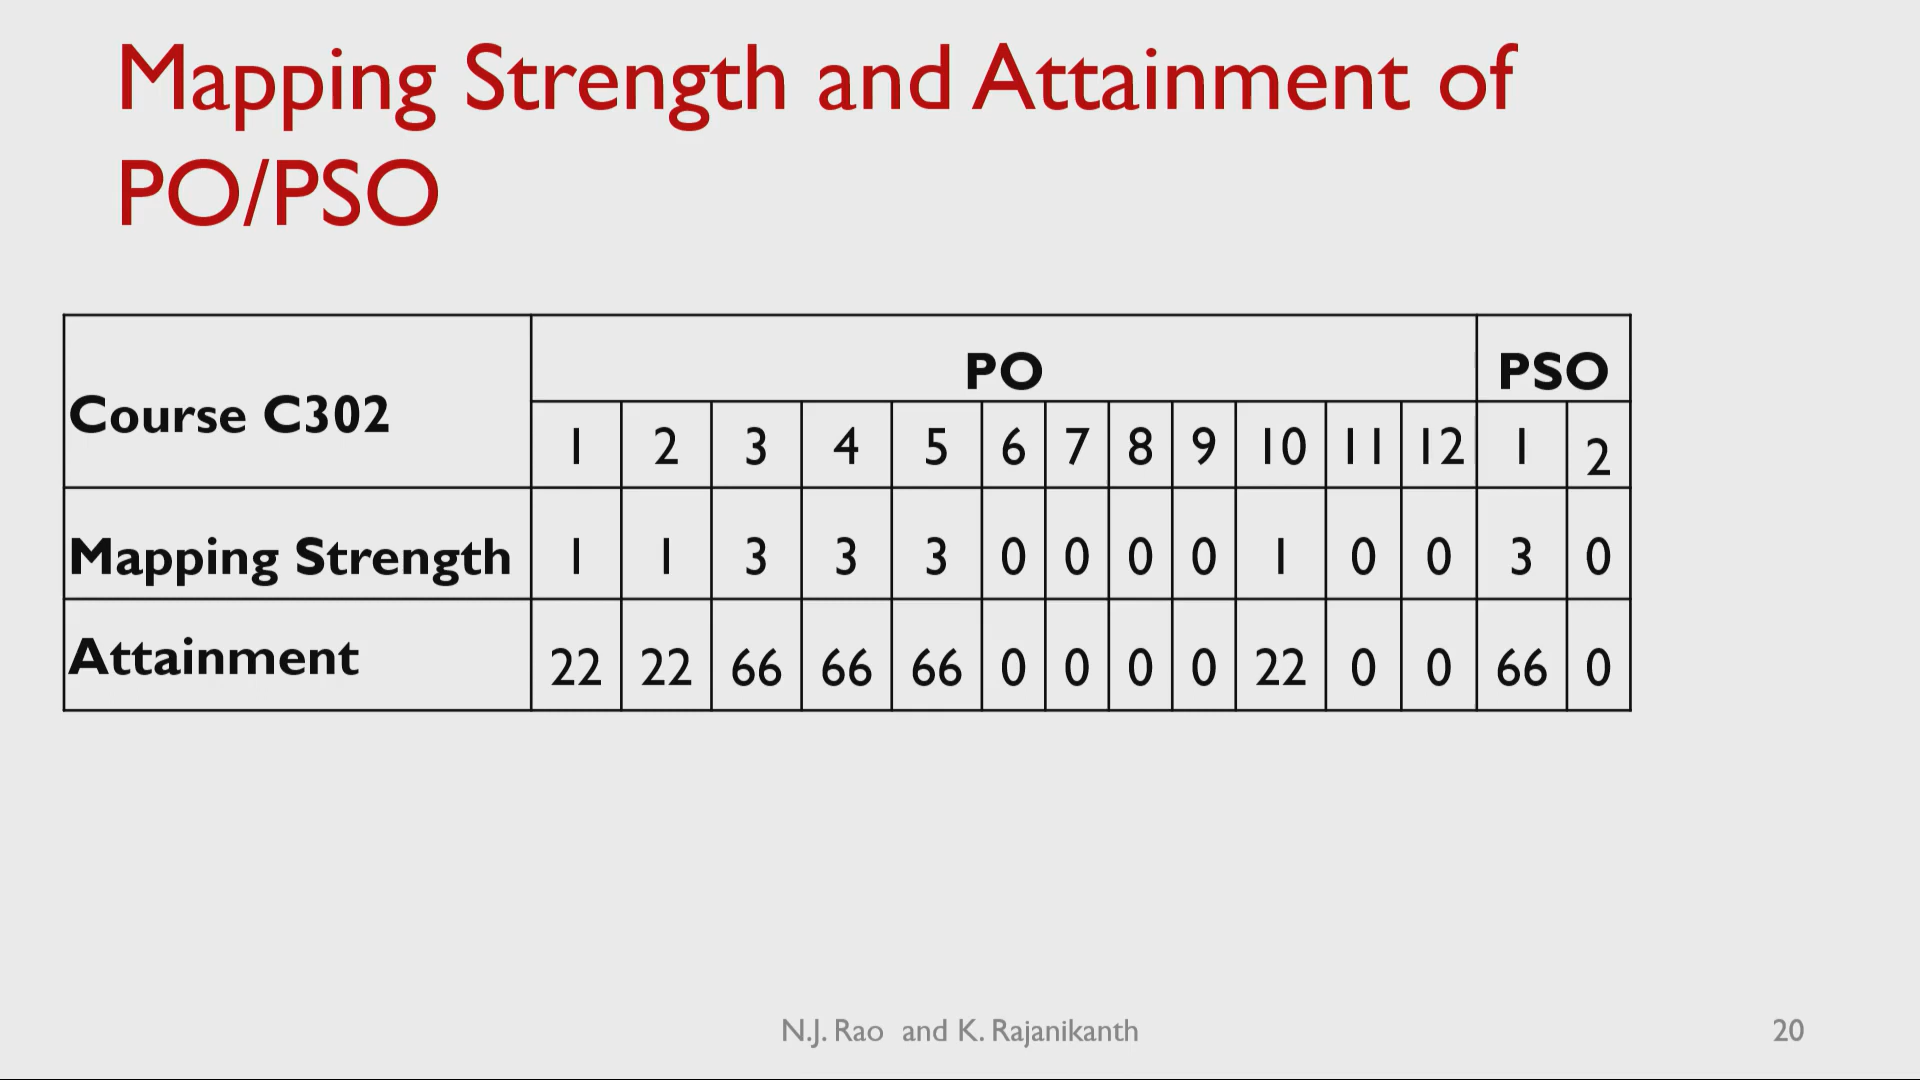 Mapping Strength and Attainment of
PO/PSO
Course C302 PO PSO
1 2 3 4 5 6 7 8 9 10 11 12 1 2
Mapping Strength 1 1 3 3 3 0 0 0 0 1 0 0 3 0
Attainment 22 22 66 66 66 0 0 0 0 22 0 0 66 0
N.J. Rao and K. Rajanikanth 20